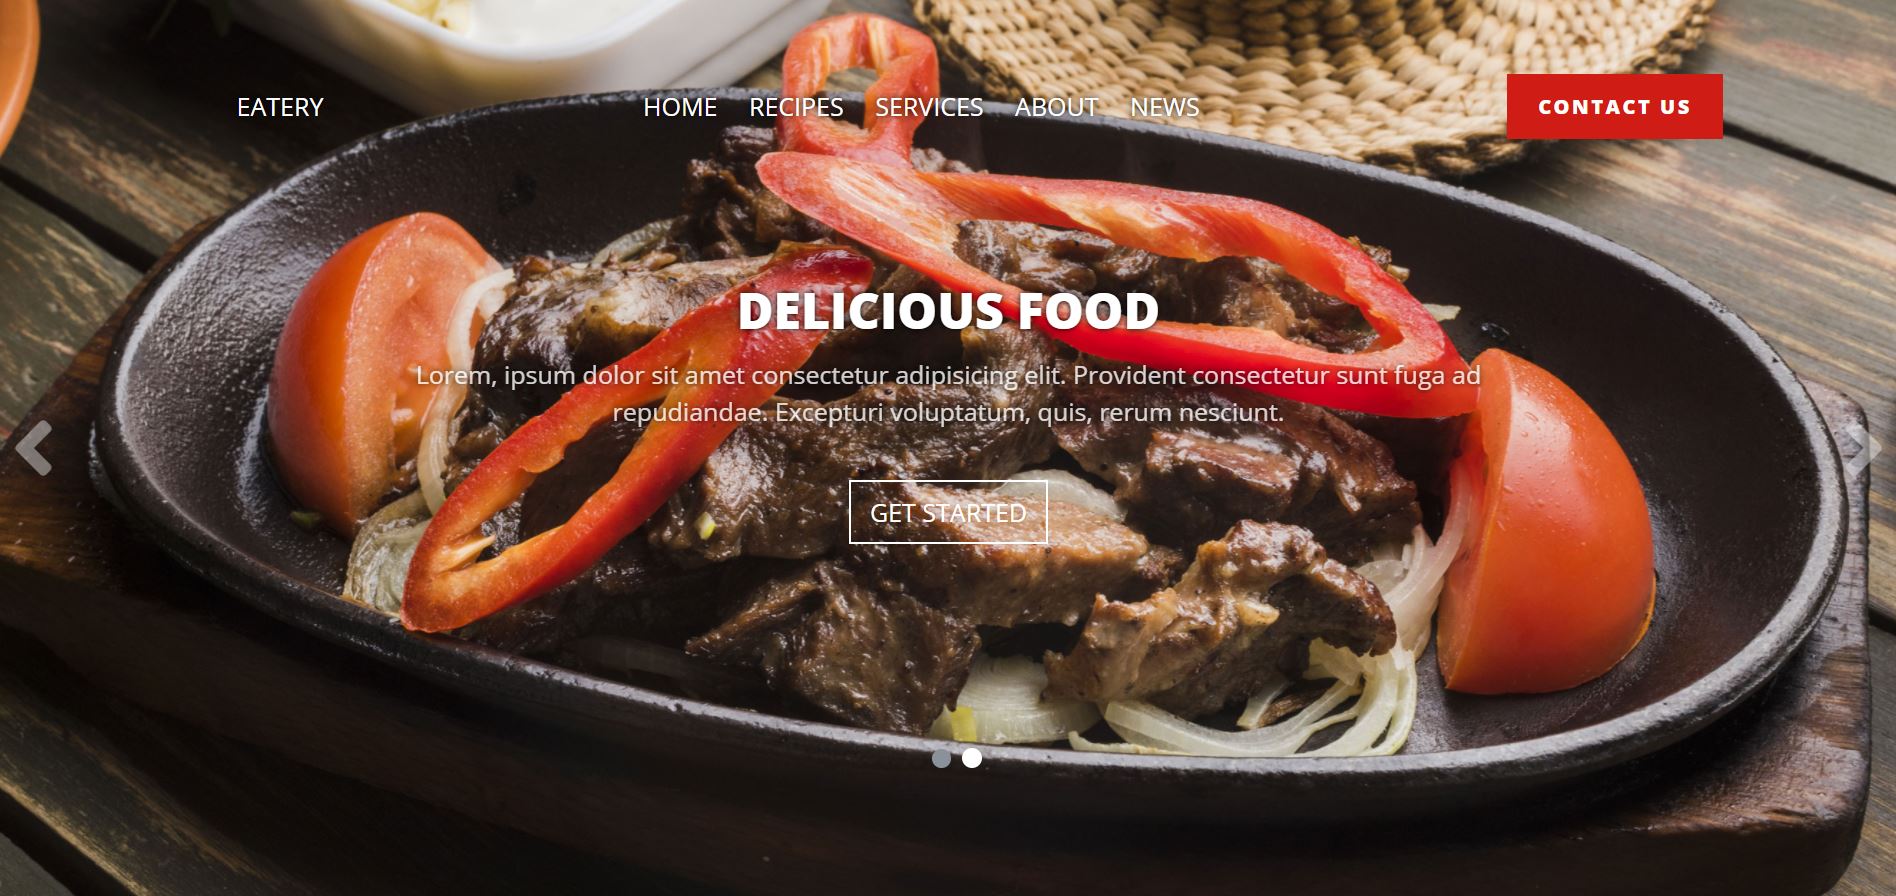 EATERY
HOME RECIPES SERVICES ABOUT NEWS
CONTACT US
DELICIOUS FOOD
Lorem, ipsum dolor sit amet consectetur adipisicing elit. Provident consectetur sunt fuga ad
repudiandae. Excepturi voluptatum, quis, rerum nesciunt.
GET STARTED